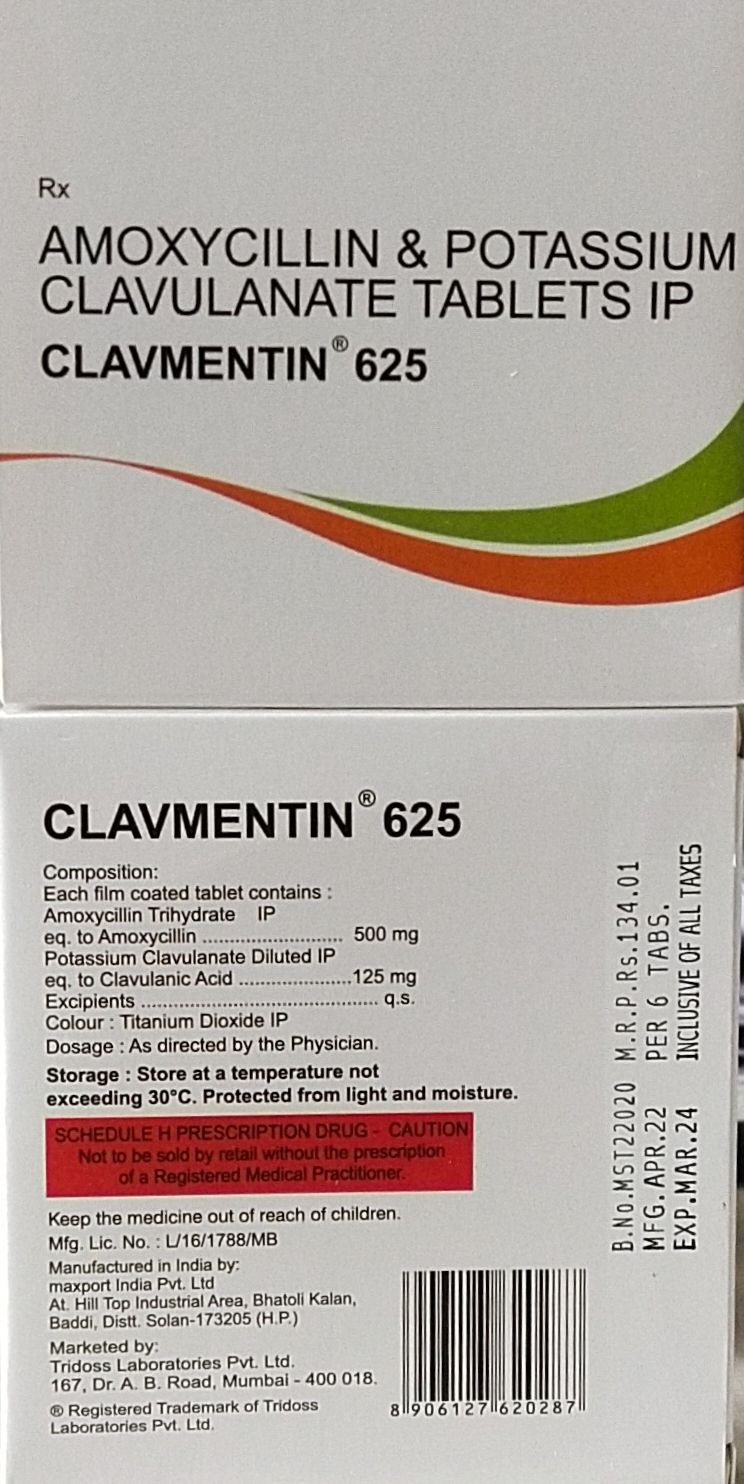 Rx
AMOXYCILLIN & POTASSIUM
CLAVULANATE TABLETS IP
CLAVMENTIN® 625
CLAVMENTIN® 625
Composition:
Each film coated tablet contains :
Amoxycillin Trihydrate IP
eq. to Amoxycillin .......................... 500 mg
Potassium Clavulanate Diluted IP
eq. to Clavulanic Acid .....................125 mg
Excipients ............................................ q.s.
Colour : Titanium Dioxide IP
Dosage : As directed by the Physician.
Storage : Store at a temperature not
exceeding 30°C. Protected from light and moisture.
SCHEDULE H PRESCRIPTION DRUG - CAUTION
Not to be sold by retail without the prescription
of a Registered Medical Practitioner.
Keep the medicine out of reach of children.
Mfg. Lic. No. : L/16/1788/MB
Manufactured in India by:
maxport India Pvt. Ltd
At. Hill Top Industrial Area, Bhatoli Kalan,
Baddi, Distt. Solan-173205 (H.P.)
Marketed by:
Tridoss Laboratories Pvt. Ltd.
167, Dr. A. B. Road, Mumbai - 400 018.
® Registered Trademark of Tridoss
Laboratories Pvt. Ltd.
8 906127 620287
B.No.MST22020 M.R.P.Rs.134.01
MFG.APR.22 PER 6 TABS.
EXP.MAR.24 INCLUSIVE OF ALL TAXES